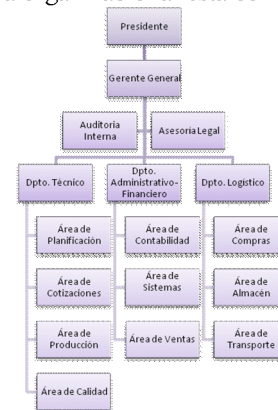 Presidente
Gerente General
Auditoria
Interna
Asesoria Legal
Dpto. Técnico
Dpto.
Administrativo-
Financiero
Dpto. Logístico
Área de
Planificación
Área de
Contabilidad
Área de
Compras
Área de
Cotizaciones
Área de
Sistemas
Área de
Almacén
Área de
Producción
Área de Ventas
Área de
Transporte
Área de Calidad